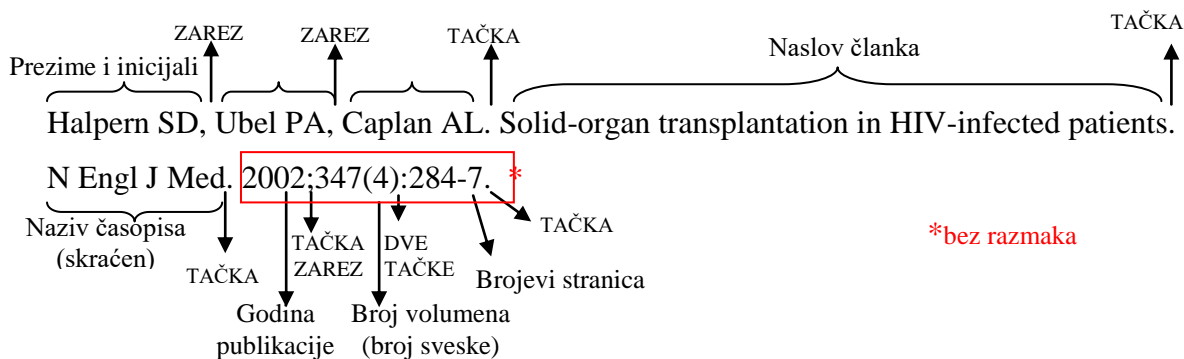 ZAREZ ZAREZ TAČKA Naslov članka TAČKA
Prezime i inicijali
Halpern SD, Ubel PA, Caplan AL. Solid-organ transplantation in HIV-infected patients.
N Engl J Med. 2002;347(4):284-7. *
Naziv časopisa
(skraćen)
TAČKA
TAČKA
ZAREZ
DVE
TAČKE
TAČKA
Brojevi stranica
*bez razmaka
Godina
publikacije
Broj volumena
(broj sveske)